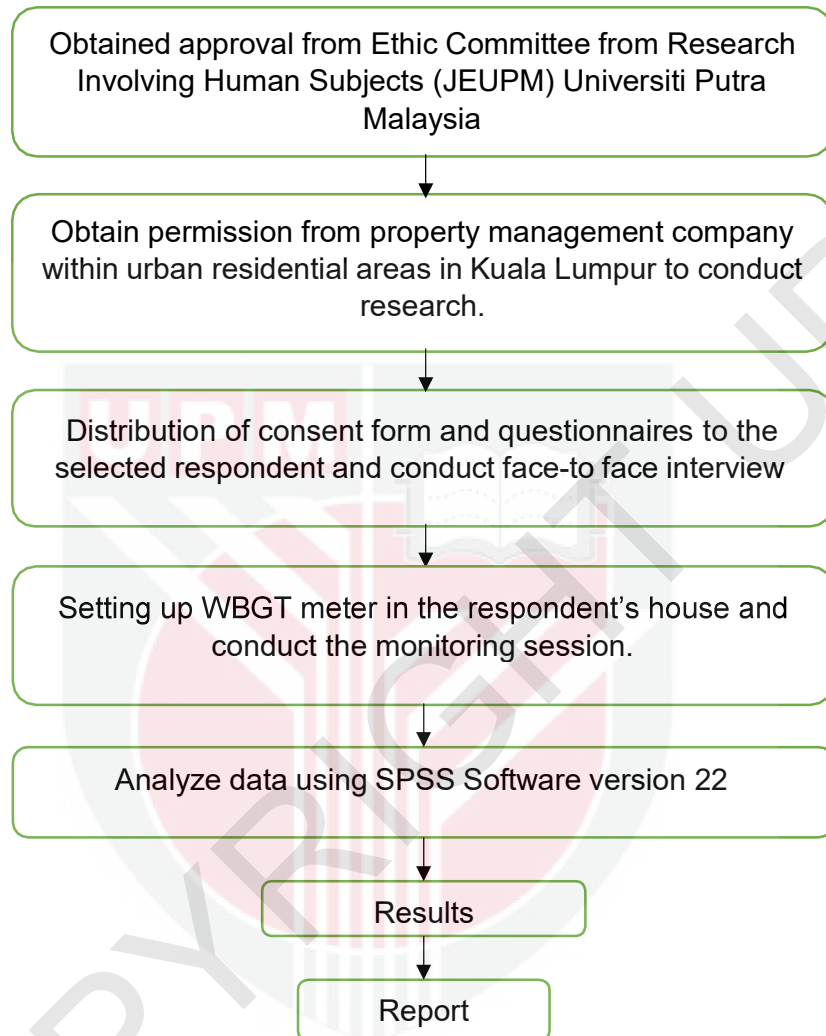 Obtained approval from Ethic Committee from Research
Involving Human Subjects (JEUPM) Universiti Putra
Malaysia
Obtain permission from property management company
within urban residential areas in Kuala Lumpur to conduct
research.
UPM
Distribution of consent form and questionnaires to the
selected respondent and conduct face-to face interview
Setting up WBGT meter in the respondent's house and
conduct the monitoring session.
Analyze data using SPSS Software version 22
Results
Report
PYRIGHT UP